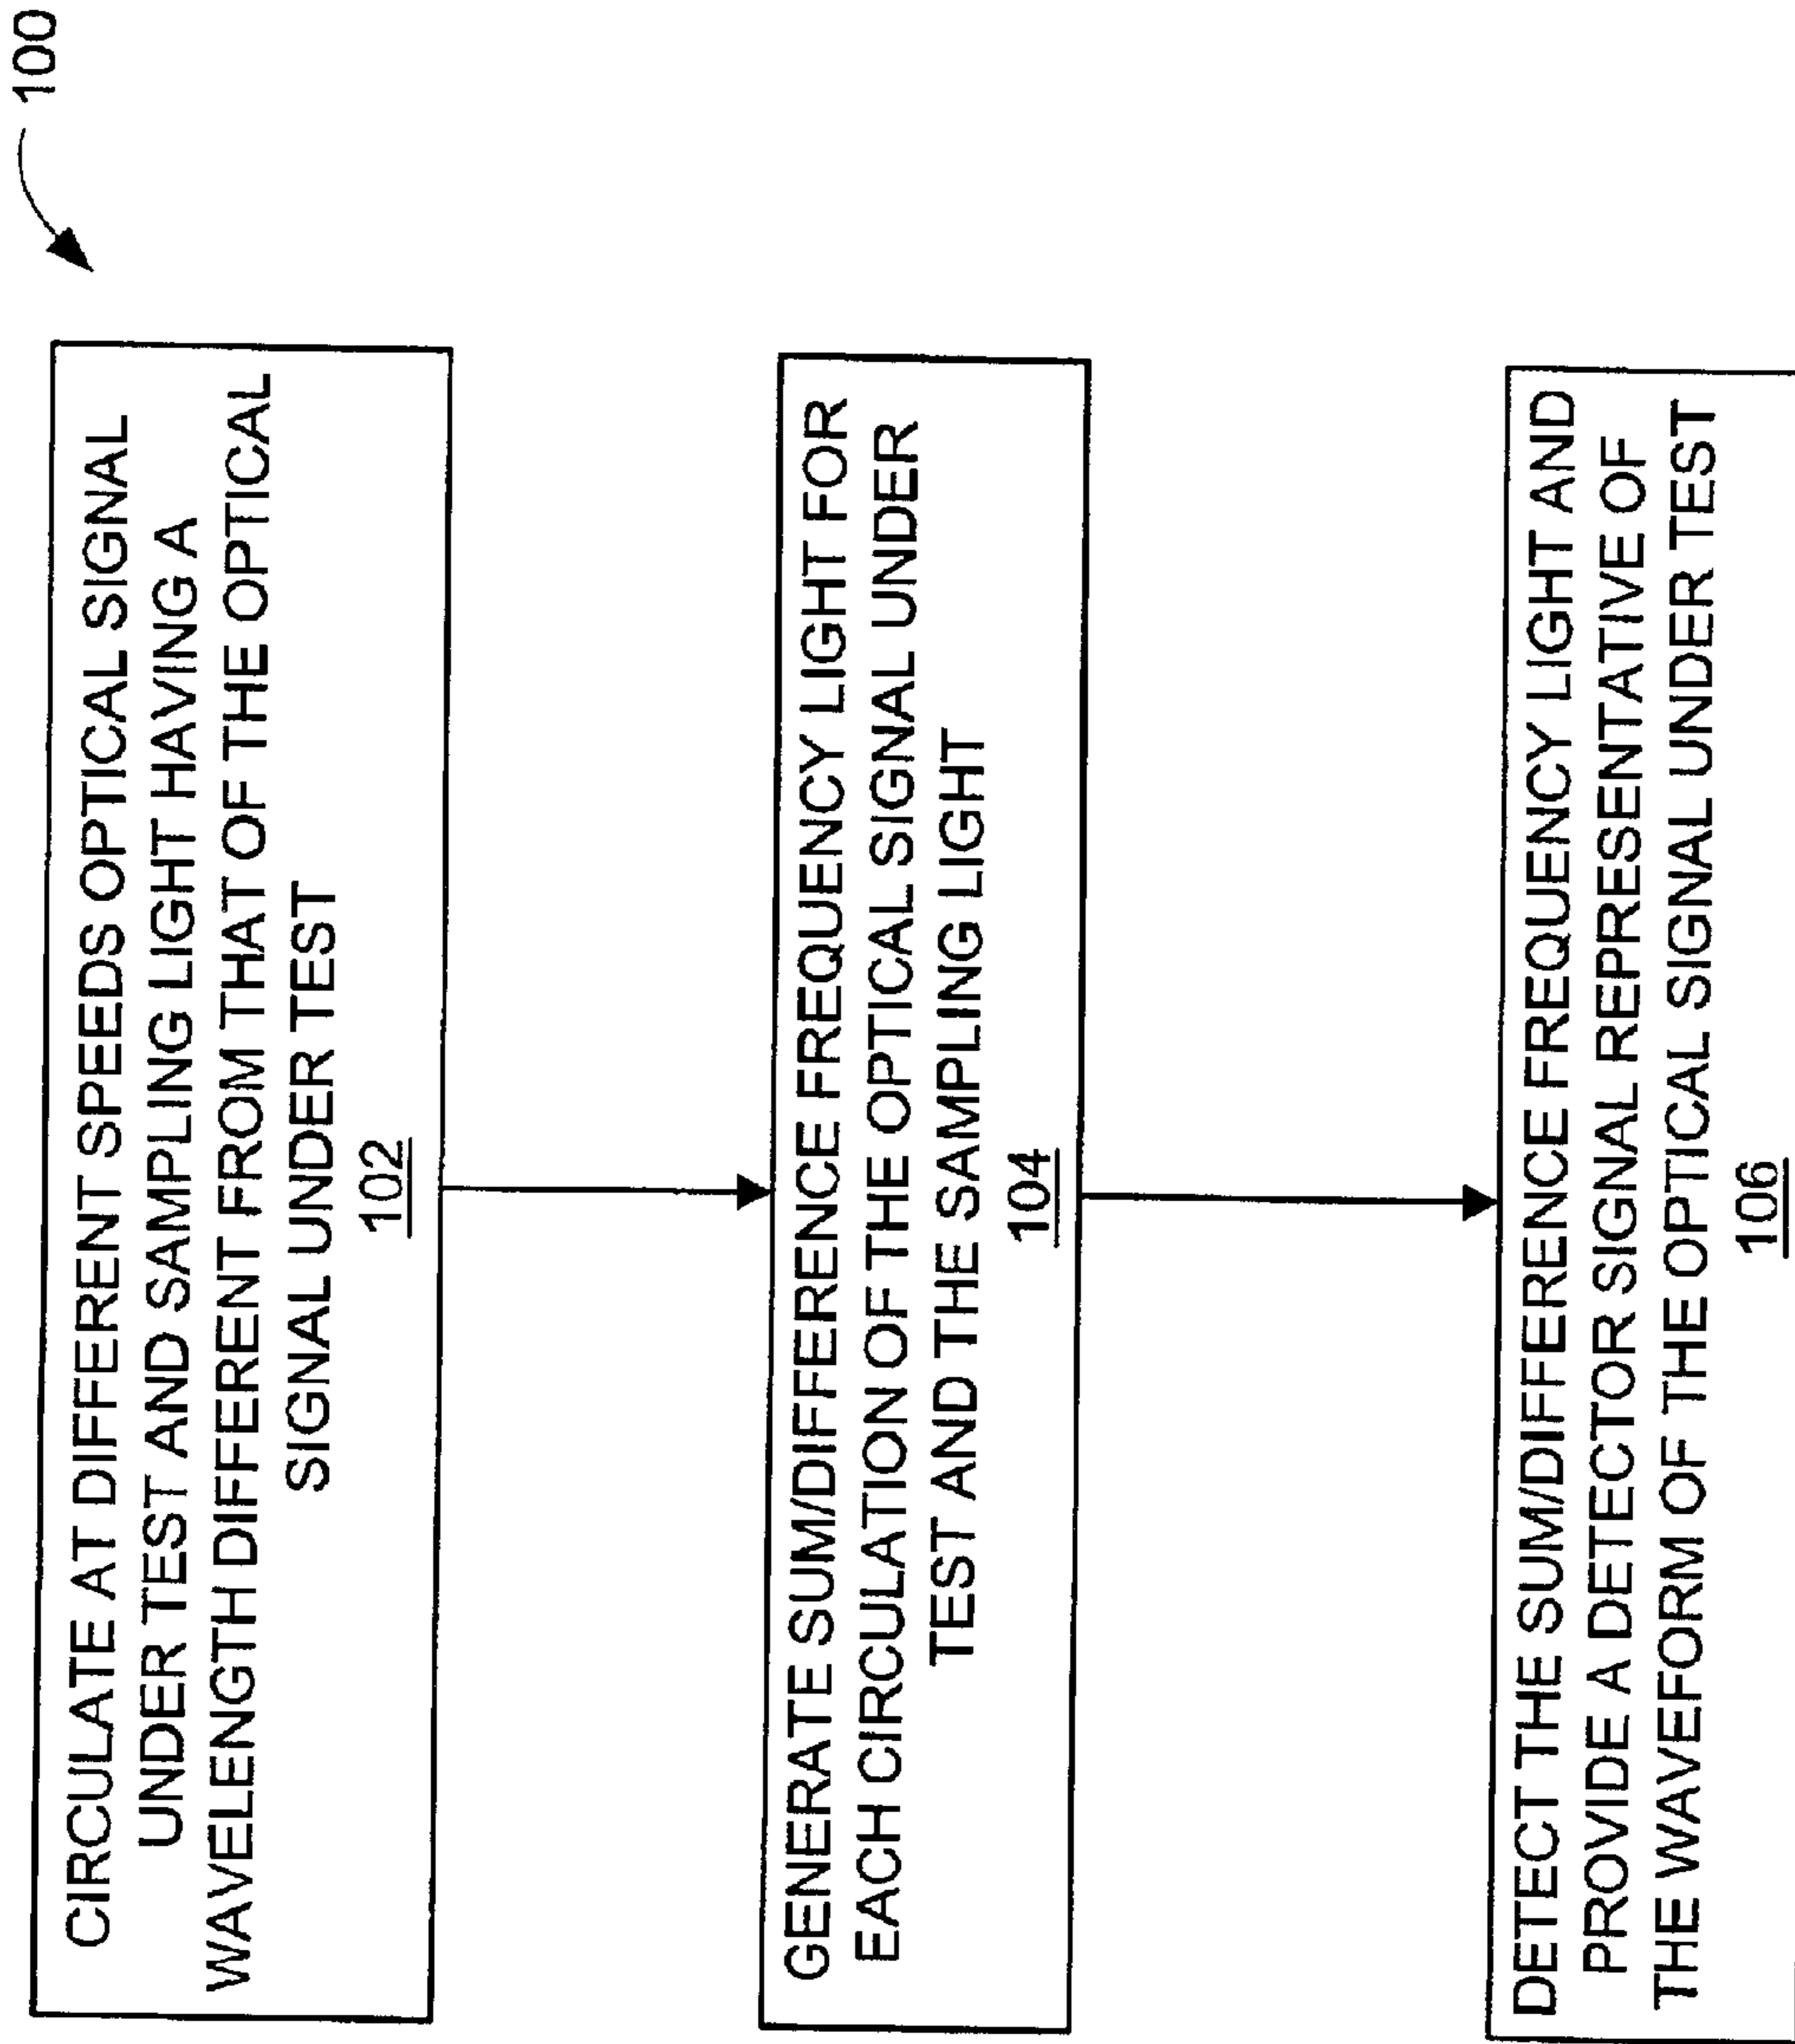 100
CIRCULATE AT DIFFERENT SPEEDS OPTICAL SIGNAL
UNDER TEST AND SAMPLING LIGHT HAVING A
WAVELENGTH DIFFERENT FROM THAT OF THE OPTICAL
SIGNAL UNDER TEST
102
GENERATE SUM/DIFFERENCE FREQUENCY LIGHT FOR
EACH CIRCULATION OF THE OPTICAL SIGNAL UNDER
TEST AND THE SAMPLING LIGHT
104
DETECT THE SUM/DIFFERENCE FREQUENCY LIGHT AND
PROVIDE A DETECTOR SIGNAL REPRESENTATIVE OF
THE WAVEFORM OF THE OPTICAL SIGNAL UNDER TEST
106